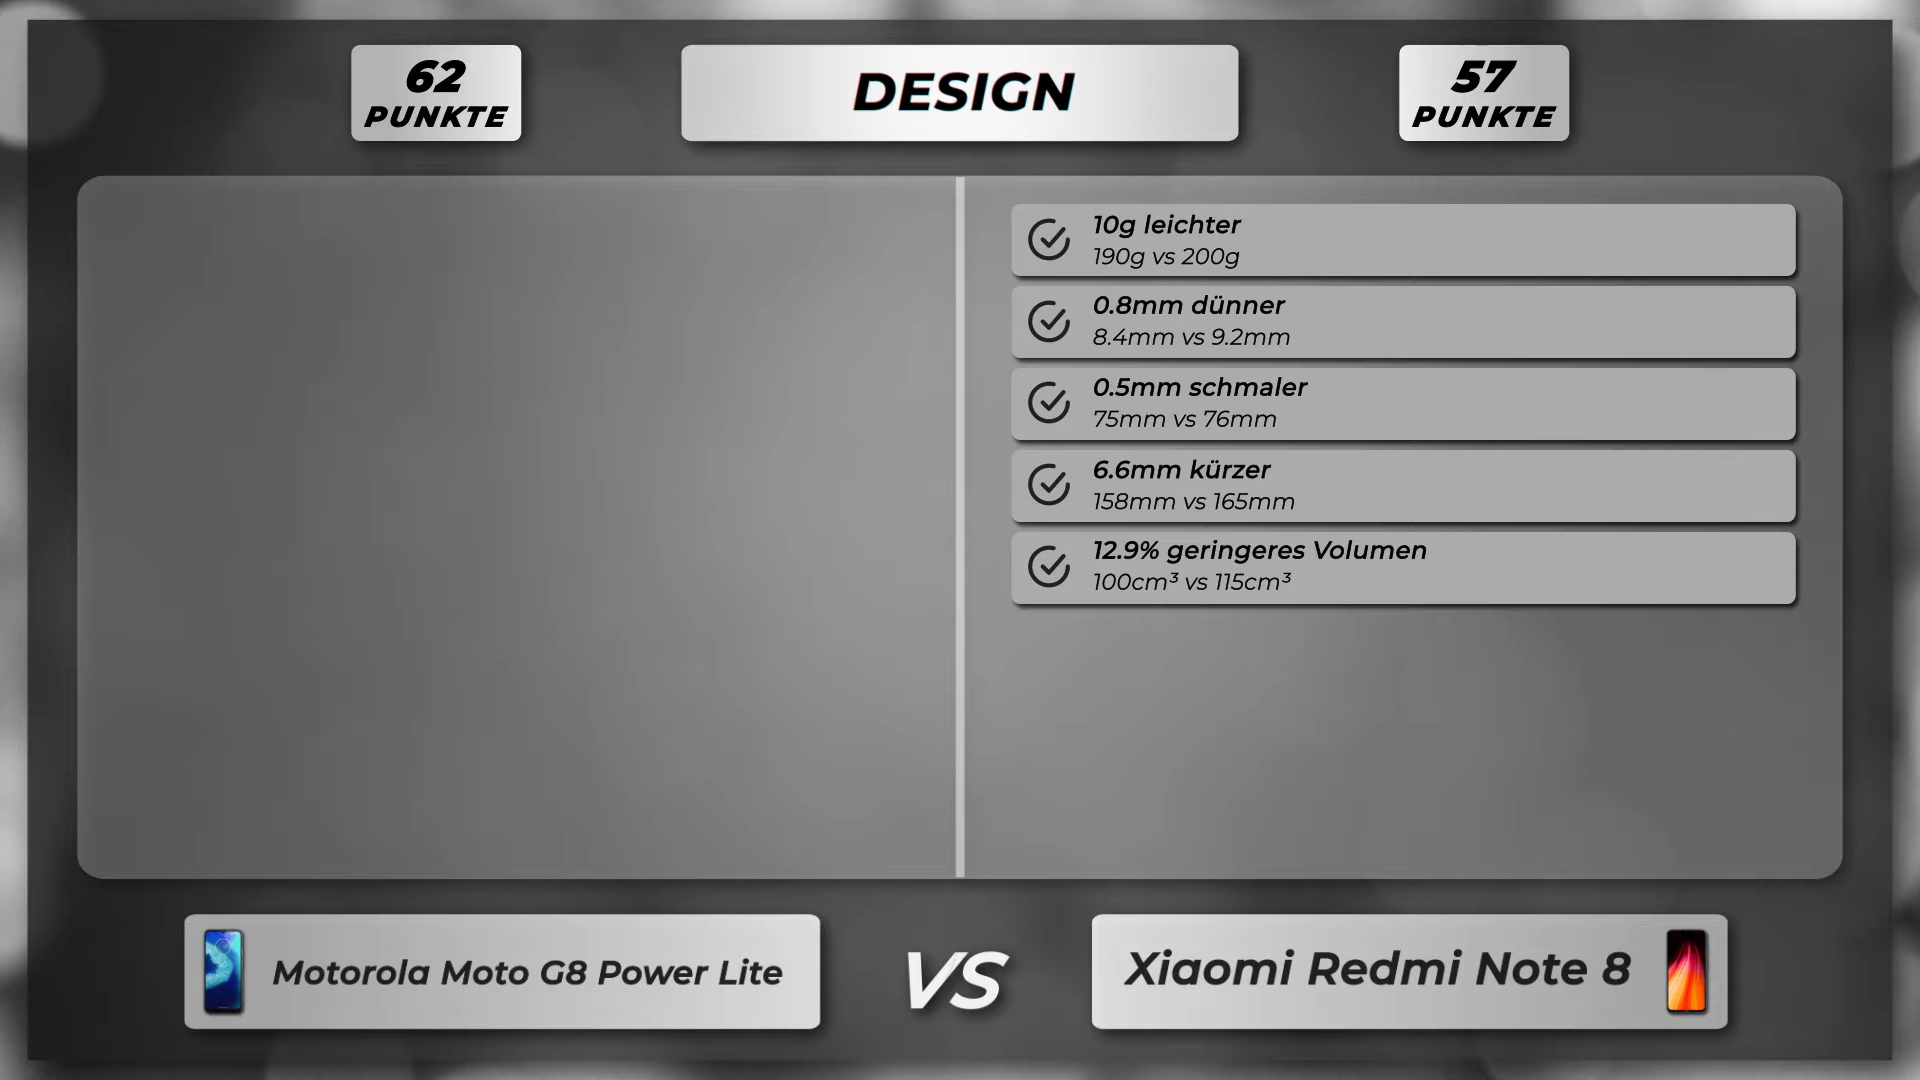 62
PUNKTE
DESIGN
57
PUNKTE
10g leichter
190g vs 200g
0.8mm dünner
8.4mm vs 9.2mm
0.5mm schmaler
75mm vs 76mm
6.6mm kürzer
158mm vs 165mm
12.9% geringeres Volumen
100cm³ vs 115cm³
Motorola Moto G8 Power Lite
VS
Xiaomi Redmi Note 8